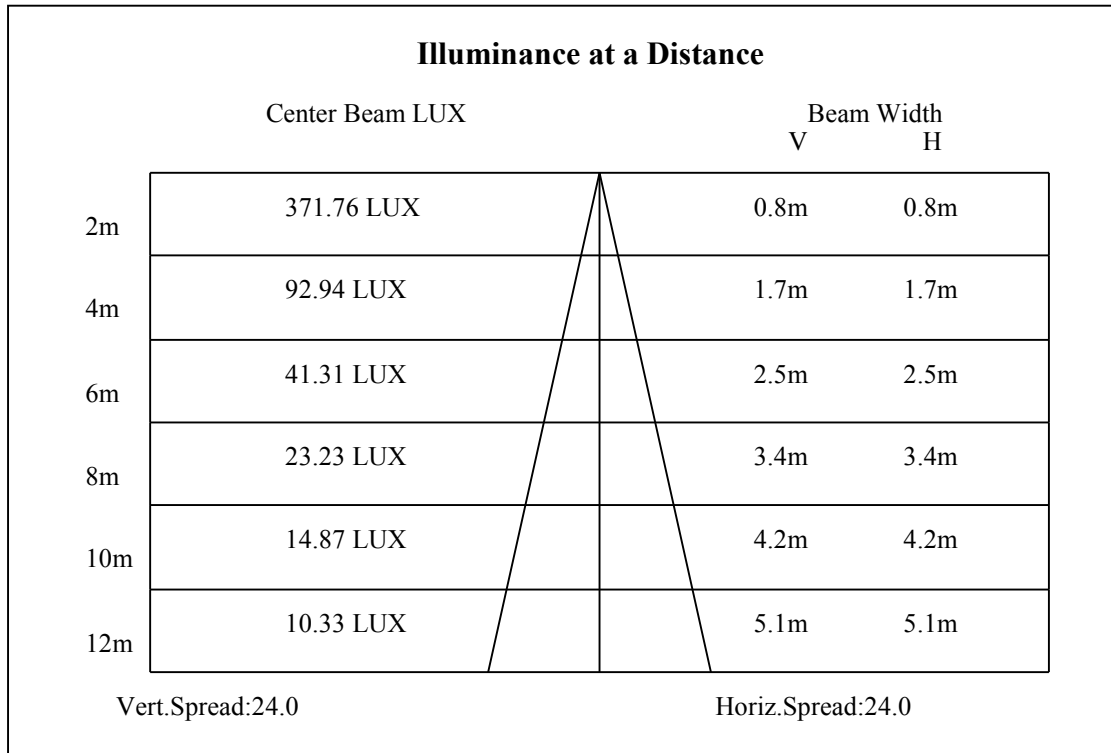 Illuminance at a Distance
Center Beam LUX Beam Width
V H
2m 371.76 LUX 0.8m 0.8m
4m 92.94 LUX 1.7m 1.7m
6m 41.31 LUX 2.5m 2.5m
8m 23.23 LUX 3.4m 3.4m
10m 14.87 LUX 4.2m 4.2m
12m 10.33 LUX 5.1m 5.1m
Vert.Spread:24.0 Horiz.Spread:24.0